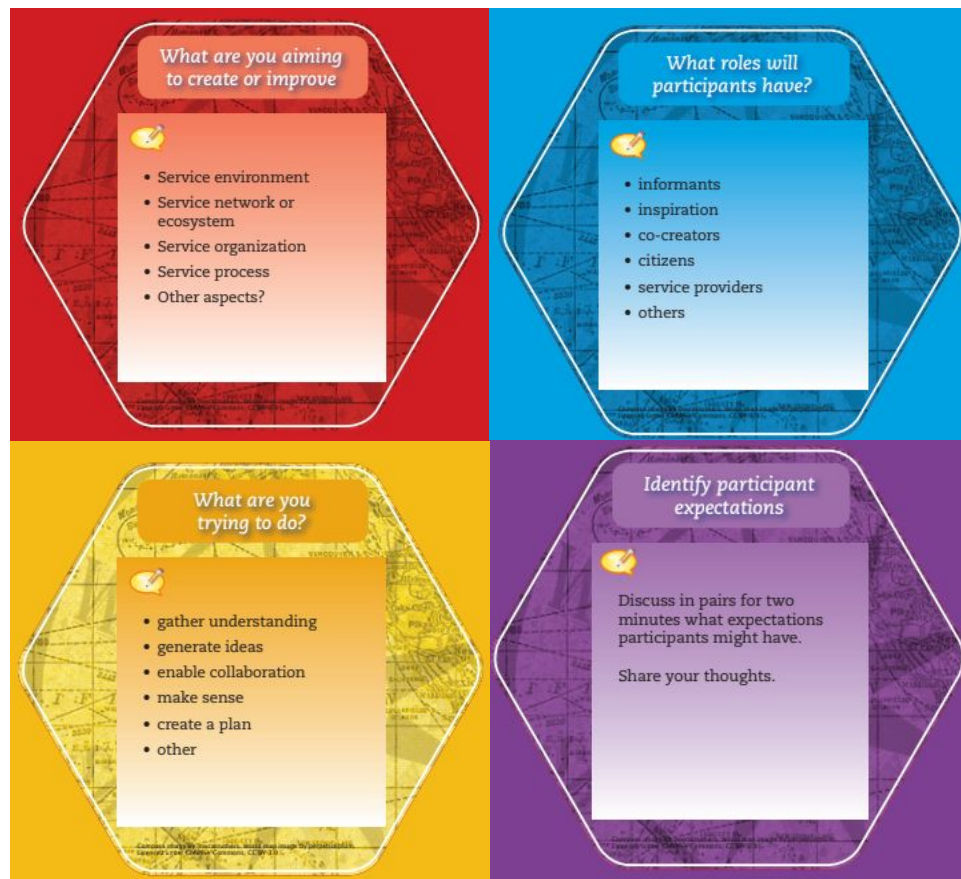 What are you aiming
to create or improve
• Service environment
• Service network or
ecosystem
• Service organization
• Service process
• Other aspects?
What roles will
participants have?
• informants
• inspiration
• co-creators
• citizens
• service providers
• others
What are you
trying to do?
• gather understanding
• generate ideas
• enable collaboration
• make sense
• create a plan
• other
Identify participant
expectations
Discuss in pairs for two
minutes what expectations
participants might have.
Share your thoughts.